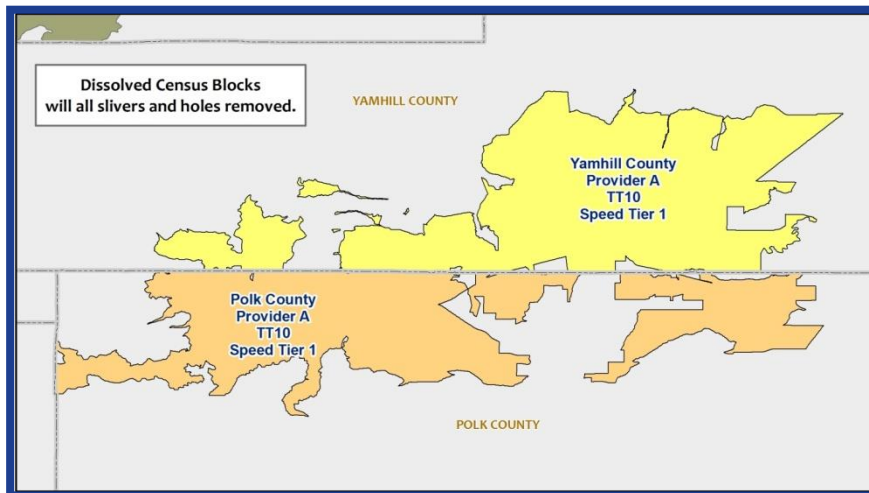 Dissolved Census Blocks
will all slivers and holes removed.
YAMHILL COUNTY
Yamhill County
Provider A
TT10
Speed Tier 1
Polk County
Provider A
TT10
Speed Tier 1
POLK COUNTY